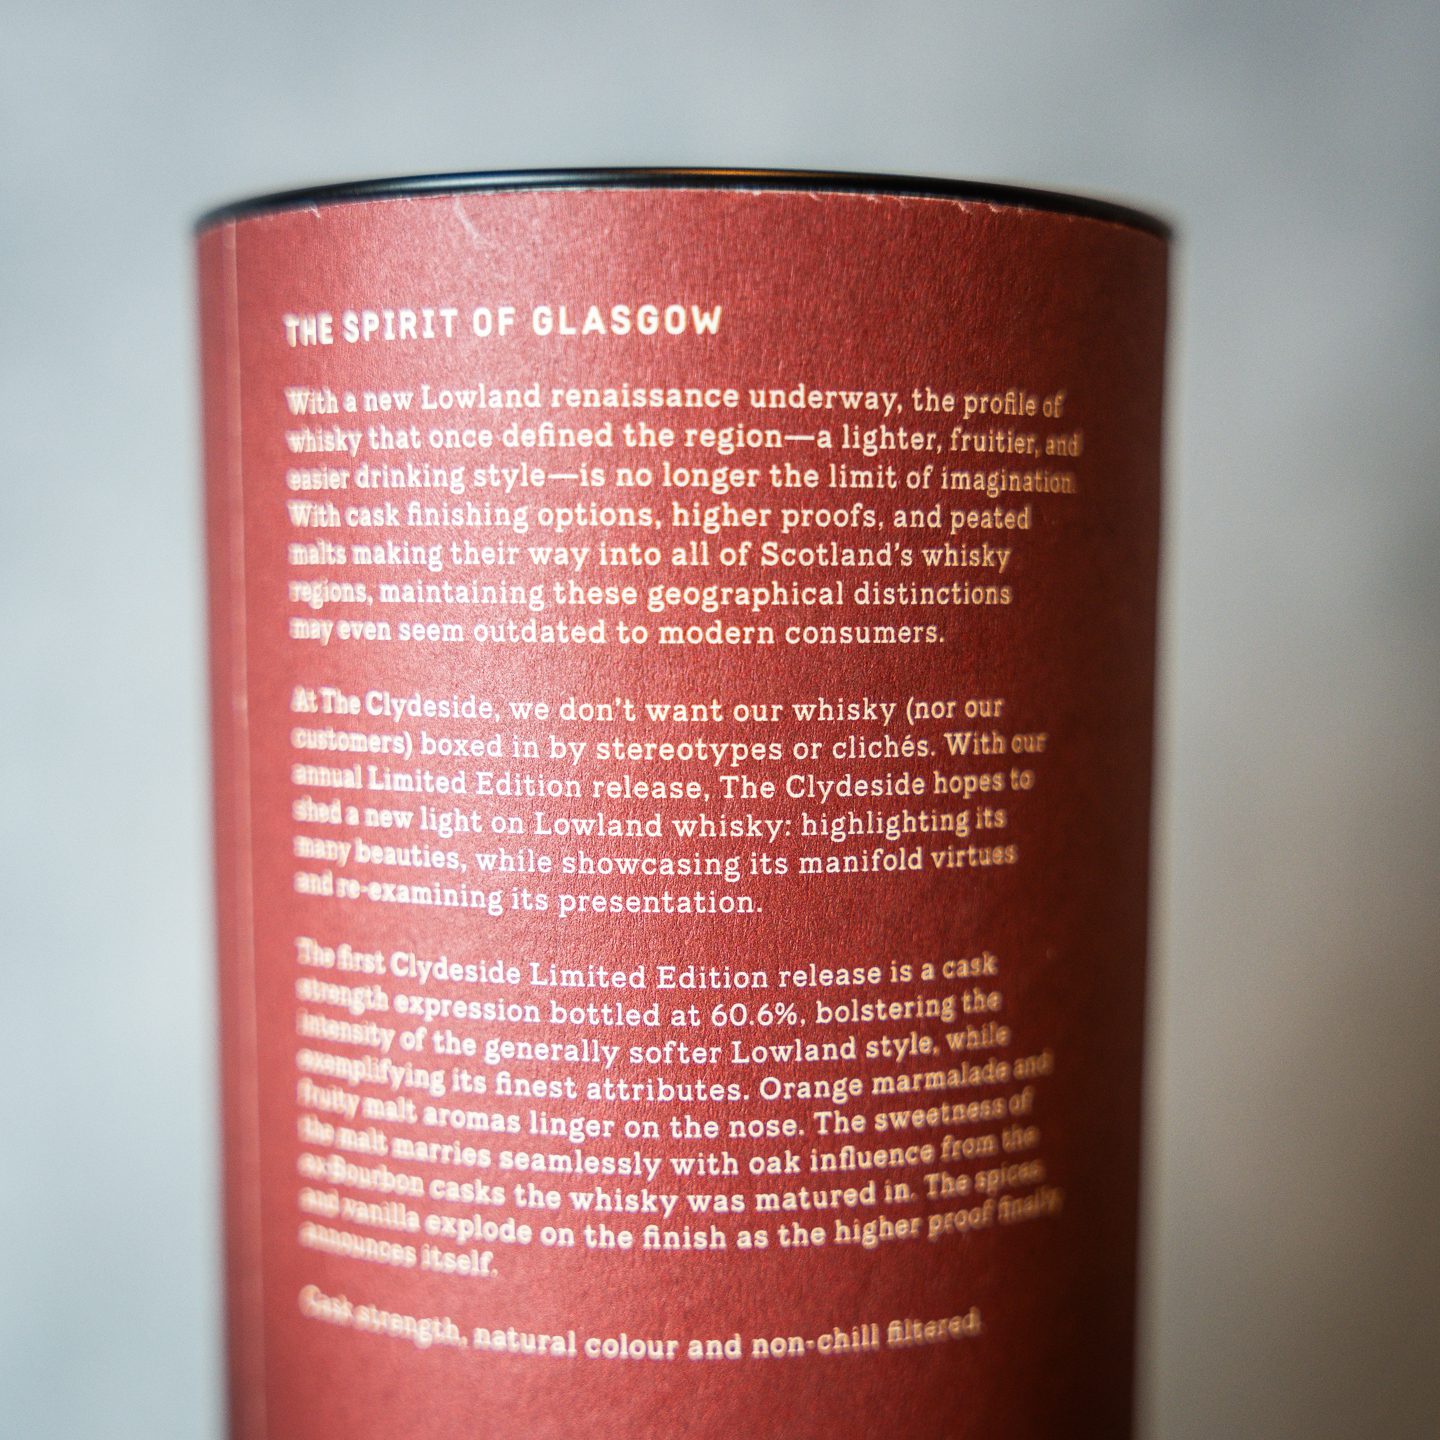 THE SPIRIT OF GLASGOW
With a new Lowland renaissance underway, the profile of
whisky that once defined the region—a lighter, fruitier, and
easier drinking style—is no longer the limit of imagination.
With cask finishing options, higher proofs, and peated
malts making their way into all of Scotland's whisky
regions, maintaining these geographical distinctions
may even seem outdated to modern consumers.
At The Clydeside, we don't want our whisky (nor our
customers) boxed in by stereotypes or clichés. With our
annual Limited Edition release, The Clydeside hopes to
shed a new light on Lowland whisky: highlighting its
many beauties, while showcasing its manifold virtues
and re-examining its presentation.
The first Clydeside Limited Edition release is a cask
strength expression bottled at 60.6%, bolstering the
intensity of the generally softer Lowland style, while
exemplifying its finest attributes. Orange marmalade and
fruity malt aromas linger on the nose. The sweetness of
the malt marries seamlessly with oak influence from the
ex-Bourbon casks the whisky was matured in. The spices
and vanilla explode on the finish as the higher proof finally
announces itself.
Cask strength, natural colour and non-chill filtered.